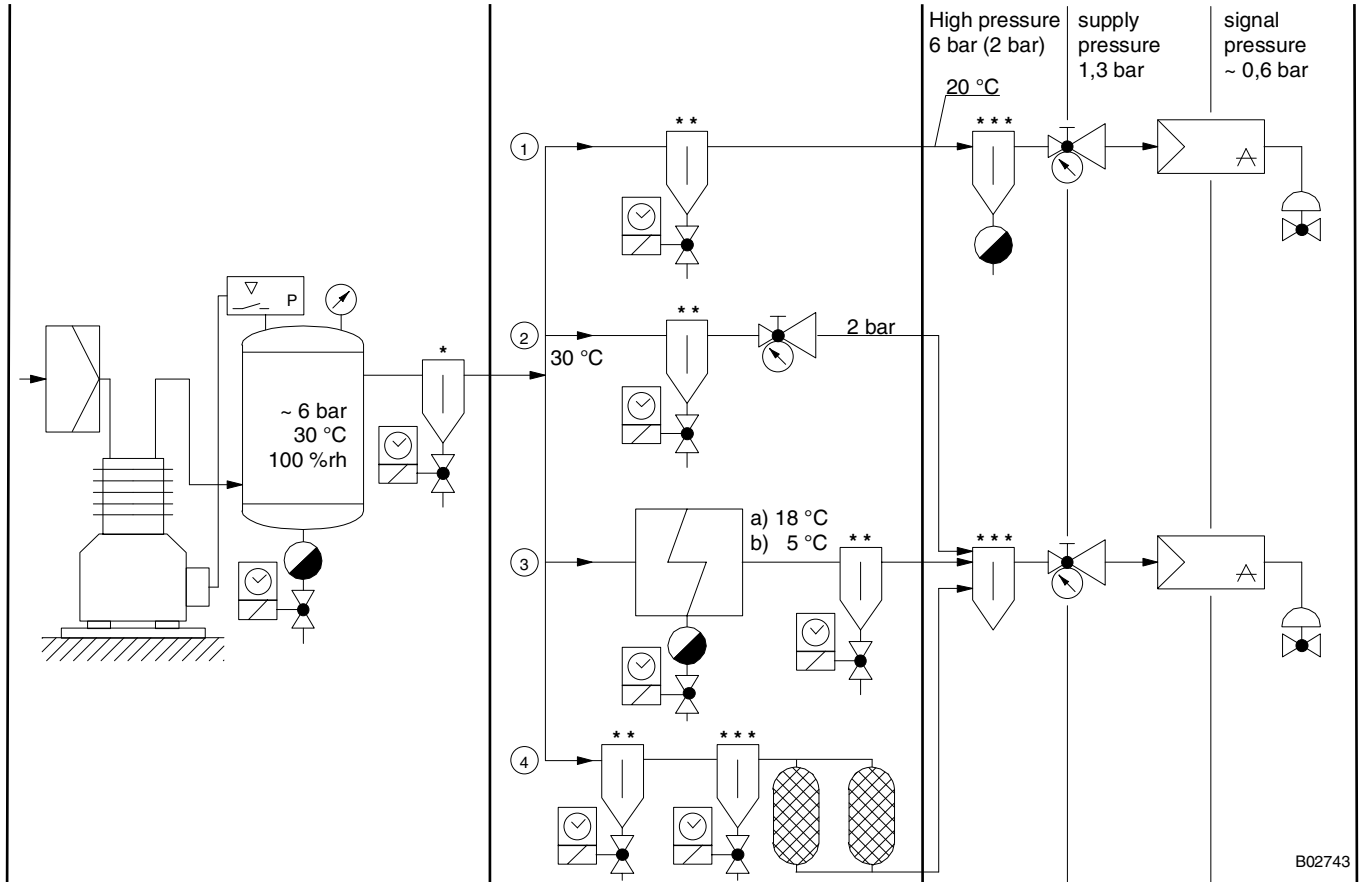 High pressure
6 bar (2 bar)
supply
pressure
1,3 bar
signal
pressure
~ 0,6 bar
20 °C
* *
* * *
1
P
* *
2
2 bar
30 °C
*
~ 6 bar
30 °C
100 %rh
a) 18 °C
b) 5 °C
* *
* * *
3
* *
* * *
4
A
A
B02743